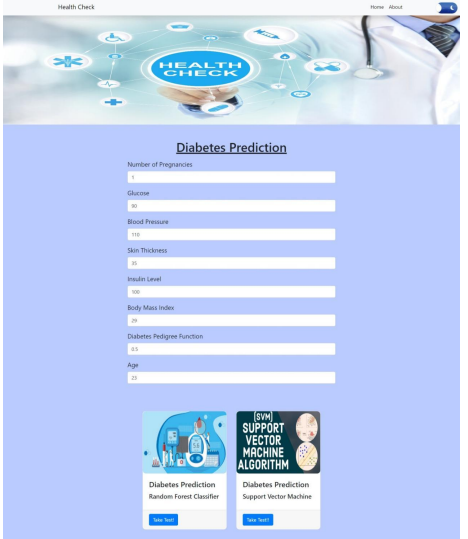 Health Check
Home About
HEALTH
CHECK
Diabetes Prediction
Number of Pregnancies
1
Glucose
90
Blood Pressure
110
Skin Thickness
35
Insulin Level
100
Body Mass Index
29
Diabetes Pedigree Function
0.5
Age
23
(SVM)
SUPPORT
VECTOR
MACHINE
ALGORITHM
Diabetes Prediction
Random Forest Classifier
Take Test!
Diabetes Prediction
Support Vector Machine
Take Test!